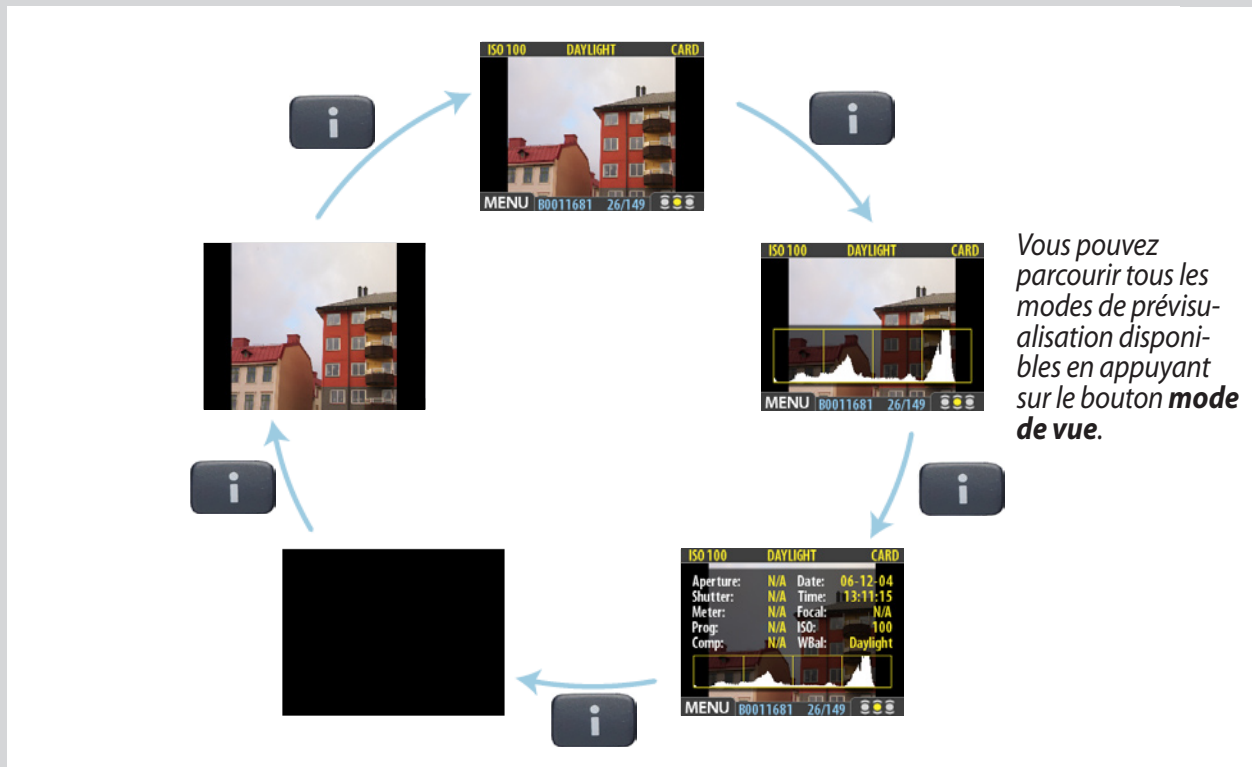 ISO 100 DAYLIGHT CARD
i
i
MENU B0011681 26/149
ISO 100 DAYLIGHT CARD
MENU B0011681 26/149
Vous pouvez
parcourir tous les
modes de prévisu-
alisation disponi-
bles en appuyant
sur le bouton mode
de vue.
i
i
ISO 100 DAYLIGHT CARD
Aperture: N/A Date: 06-12-04
Shutter: N/A Time: 13:11:15
Meter: N/A Focal: N/A
Prog: N/A ISO: 100
Comp: N/A WBal: Daylight
MENU B0011681 26/149
i